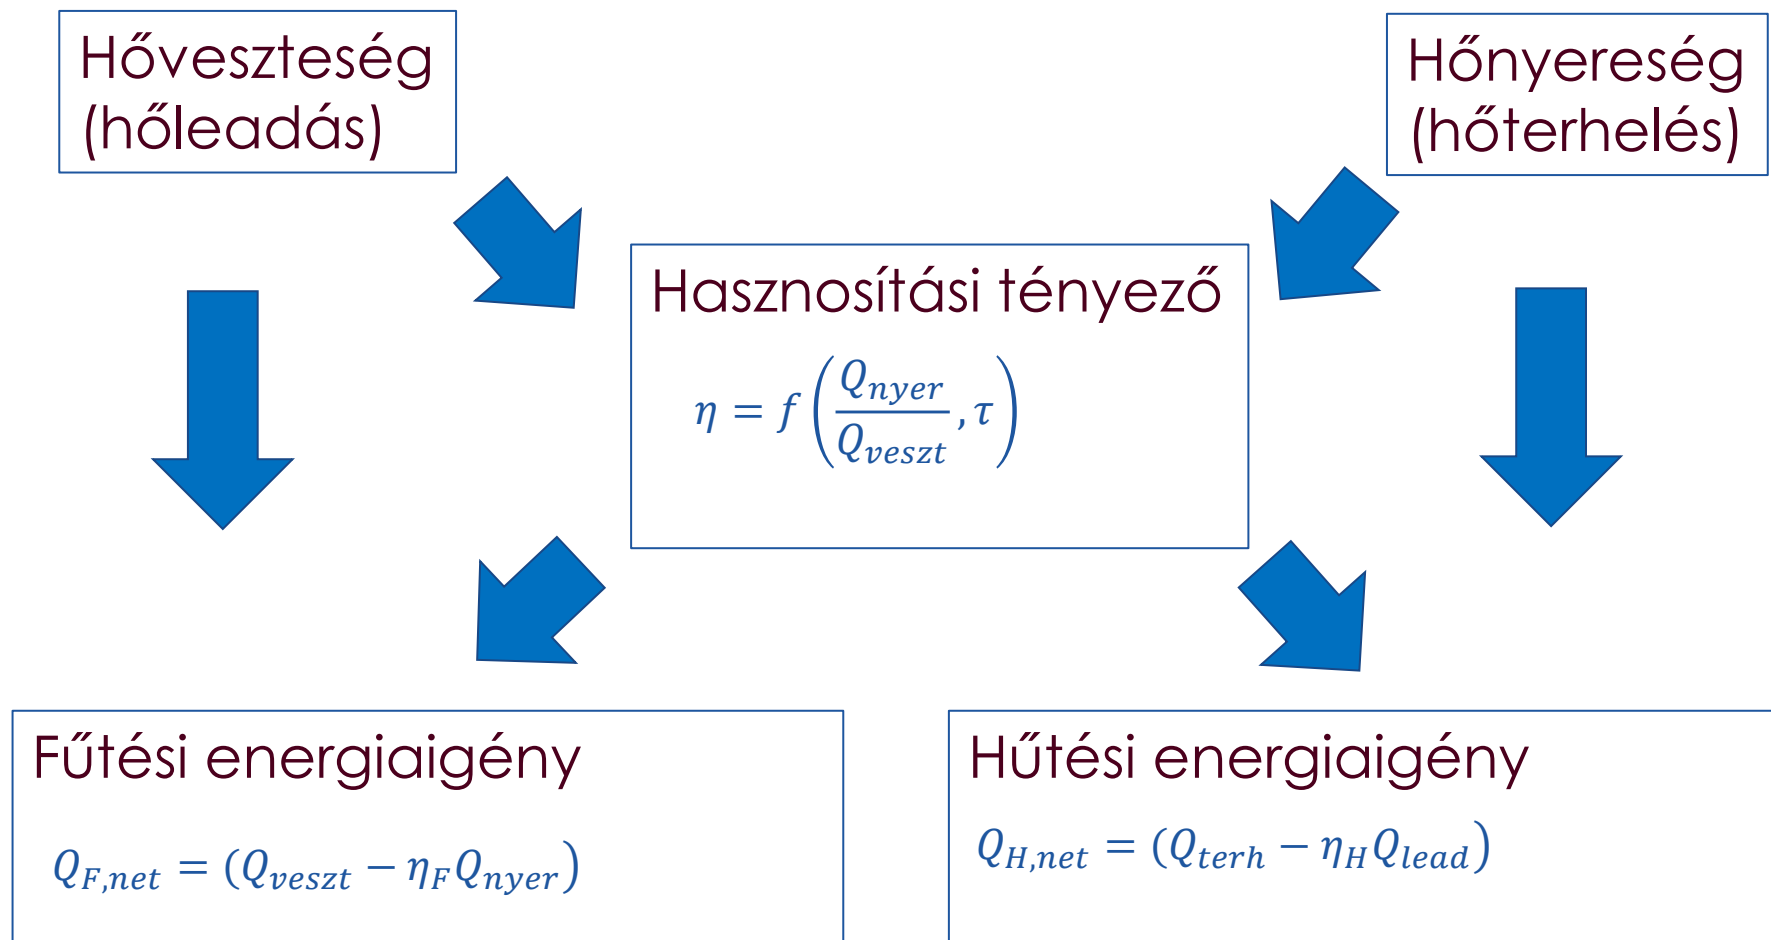 Hőveszteség
(hőleadás)
Hőnyereség
(hőterhelés)
Hasznosítási tényező
η = f(Q_nyer/Q_veszt, τ)
Fűtési energiaigény
Q_F,net = (Q_veszt − η_F Q_nyer)
Hűtési energiaigény
Q_H,net = (Q_terh − η_H Q_lead)